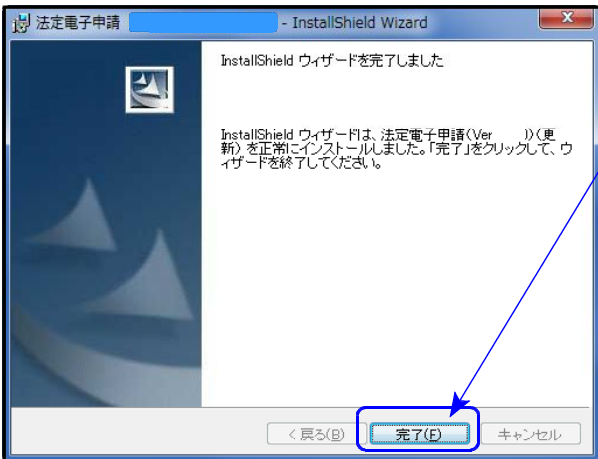 法定電子申請 - InstallShield Wizard
InstallShield ウィザードを完了しました
InstallShield ウィザードは、法定電子申請(Ver    ))(更
新) を正常にインストールしました。「完了」をクリックして、ウ
ィザードを終了してください。
< 戻る(B) 完了(F) キャンセル